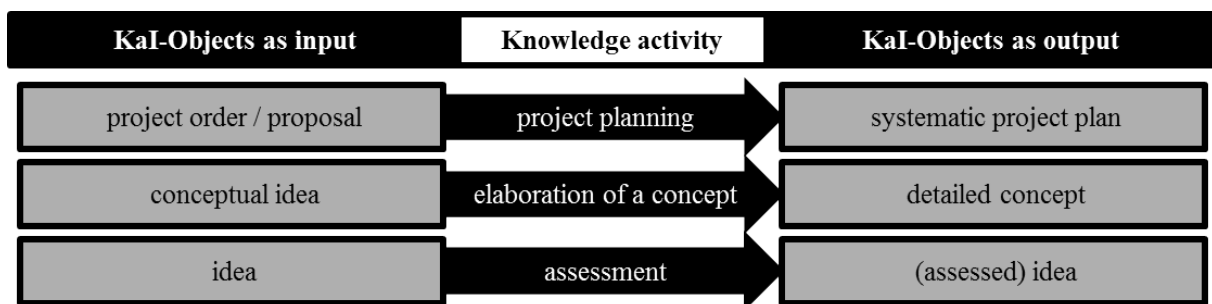 KaI-Objects as input Knowledge activity KaI-Objects as output
project order / proposal project planning systematic project plan
conceptual idea elaboration of a concept detailed concept
idea assessment (assessed) idea